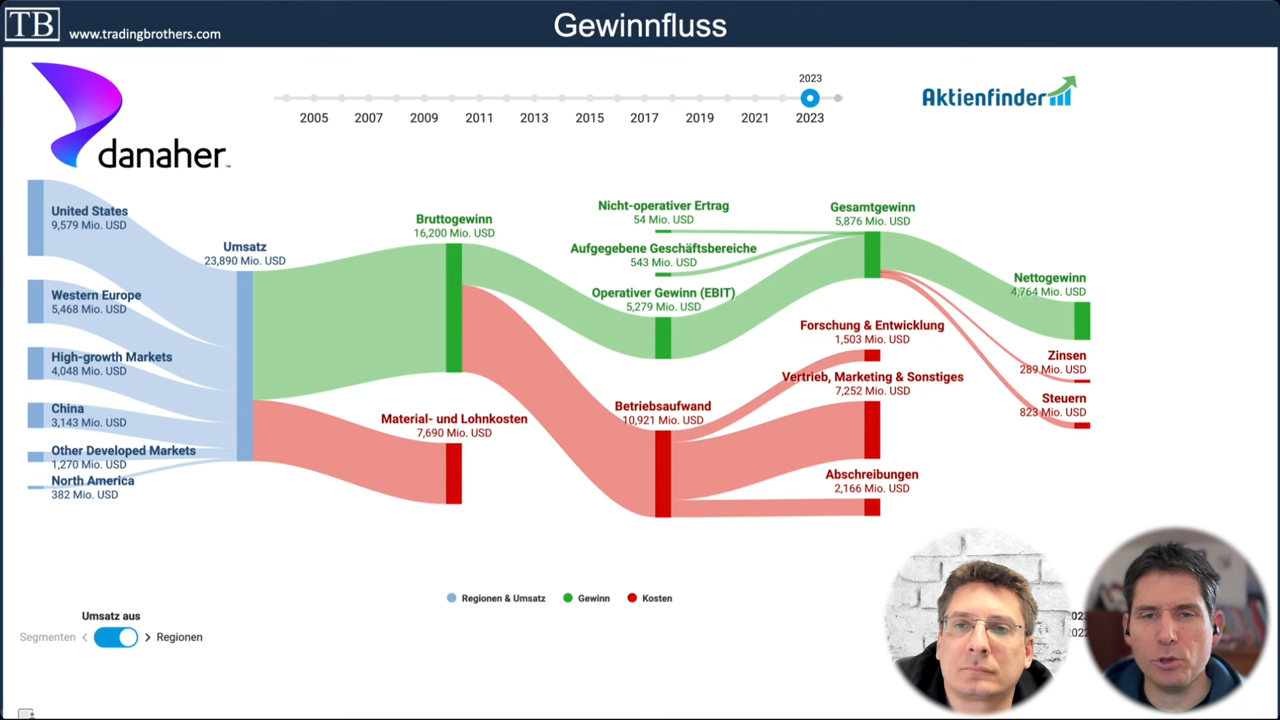 TB
www.tradingbrothers.com
Gewinnfluss
danaher™
2023
Aktienfinder
2005 2007 2009 2011 2013 2015 2017 2019 2021 2023
United States
9,579 Mio. USD
Western Europe
5,468 Mio. USD
High-growth Markets
4,048 Mio. USD
China
3,143 Mio. USD
Other Developed Markets
1,270 Mio. USD
North America
382 Mio. USD
Umsatz
23,890 Mio. USD
Bruttogewinn
16,200 Mio. USD
Material- und Lohnkosten
7,690 Mio. USD
Nicht-operativer Ertrag
54 Mio. USD
Aufgegebene Geschäftsbereiche
543 Mio. USD
Operativer Gewinn (EBIT)
5,279 Mio. USD
Betriebsaufwand
10,921 Mio. USD
Gesamtgewinn
5,876 Mio. USD
Forschung & Entwicklung
1,503 Mio. USD
Vertrieb, Marketing & Sonstiges
7,252 Mio. USD
Abschreibungen
2,166 Mio. USD
Nettogewinn
4,764 Mio. USD
Zinsen
289 Mio. USD
Steuern
823 Mio. USD
Regionen & Umsatz Gewinn Kosten
Umsatz aus
Segmenten < > Regionen